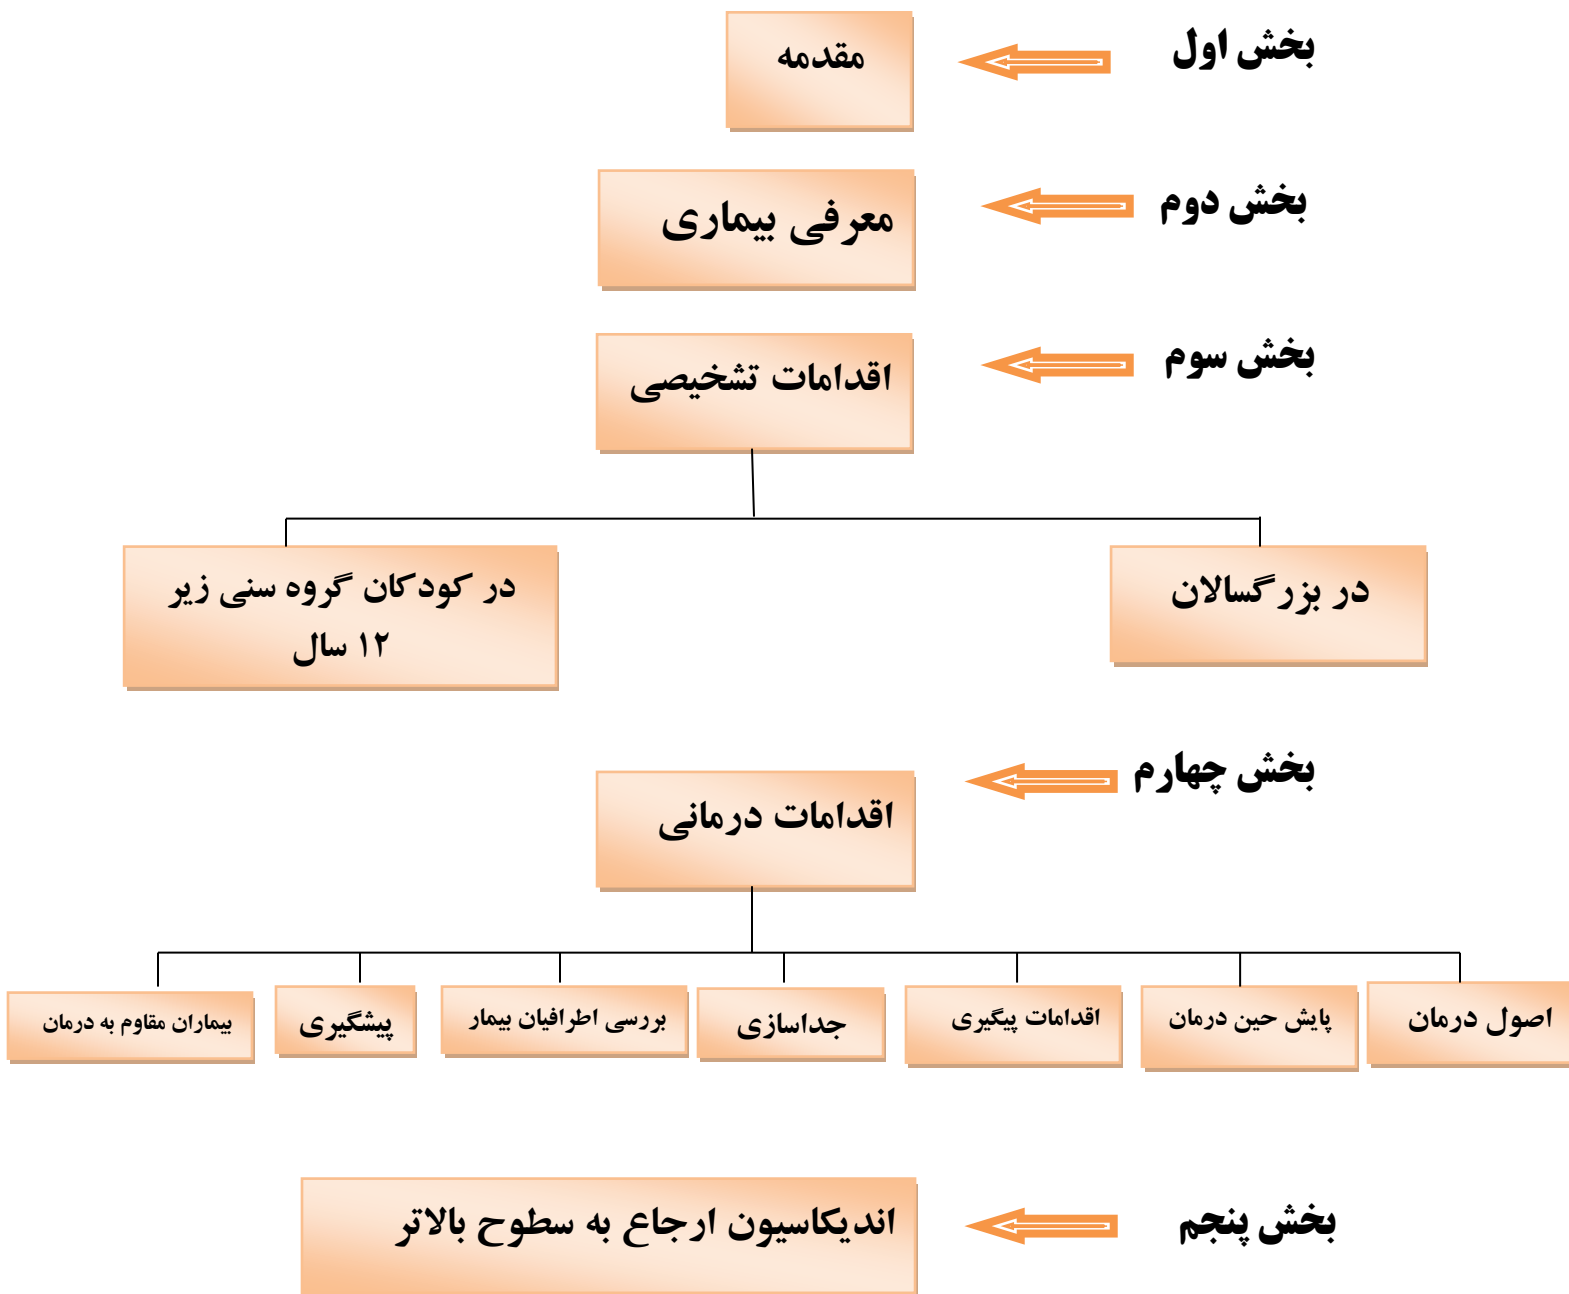 بخش اول
مقدمه
بخش دوم
معرفی بیماری
بخش سوم
اقدامات تشخیصی
در بزرگسالان
در کودکان گروه سنی زیر
۱۲ سال
بخش چهارم
اقدامات درمانی
اصول درمان
پایش حین درمان
اقدامات پیگیری
جداسازی
بررسی اطرافیان بیمار
پیشگیری
بیماران مقاوم به درمان
بخش پنجم
اندیکاسیون ارجاع به سطوح بالاتر